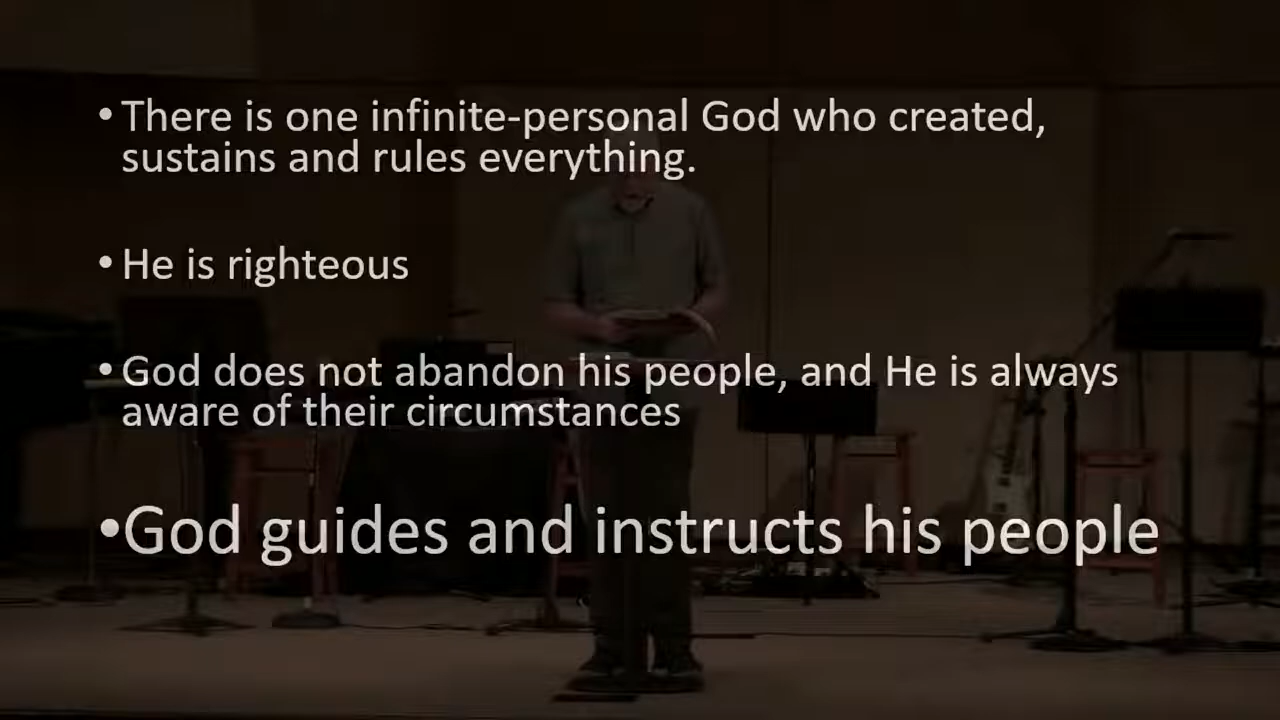 • There is one infinite-personal God who created,
sustains and rules everything.
• He is righteous
• God does not abandon his people, and He is always
aware of their circumstances
•God guides and instructs his people